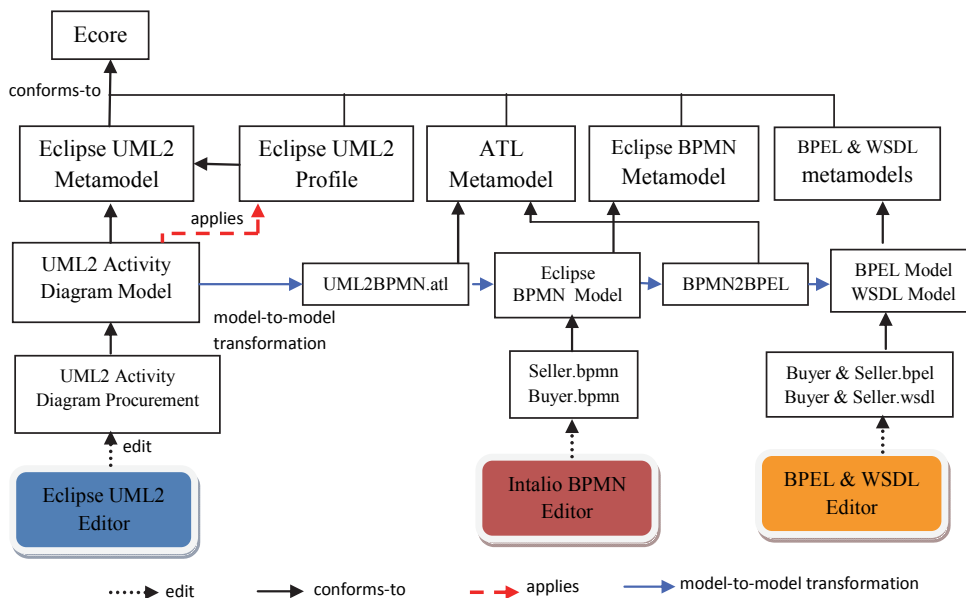 Ecore
conforms-to
Eclipse UML2
Metamodel
Eclipse UML2
Profile
ATL
Metamodel
Eclipse BPMN
Metamodel
BPEL & WSDL
metamodels
applies
UML2 Activity
Diagram Model
UML2BPMN.atl
Eclipse
BPMN Model
BPMN2BPEL
BPEL Model
WSDL Model
model-to-model
transformation
UML2 Activity
Diagram Procurement
Seller.bpmn
Buyer.bpmn
Buyer & Seller.bpel
Buyer & Seller.wsdl
edit
Eclipse UML2
Editor
Intalio BPMN
Editor
BPEL & WSDL
Editor
edit
conforms-to
applies
model-to-model transformation